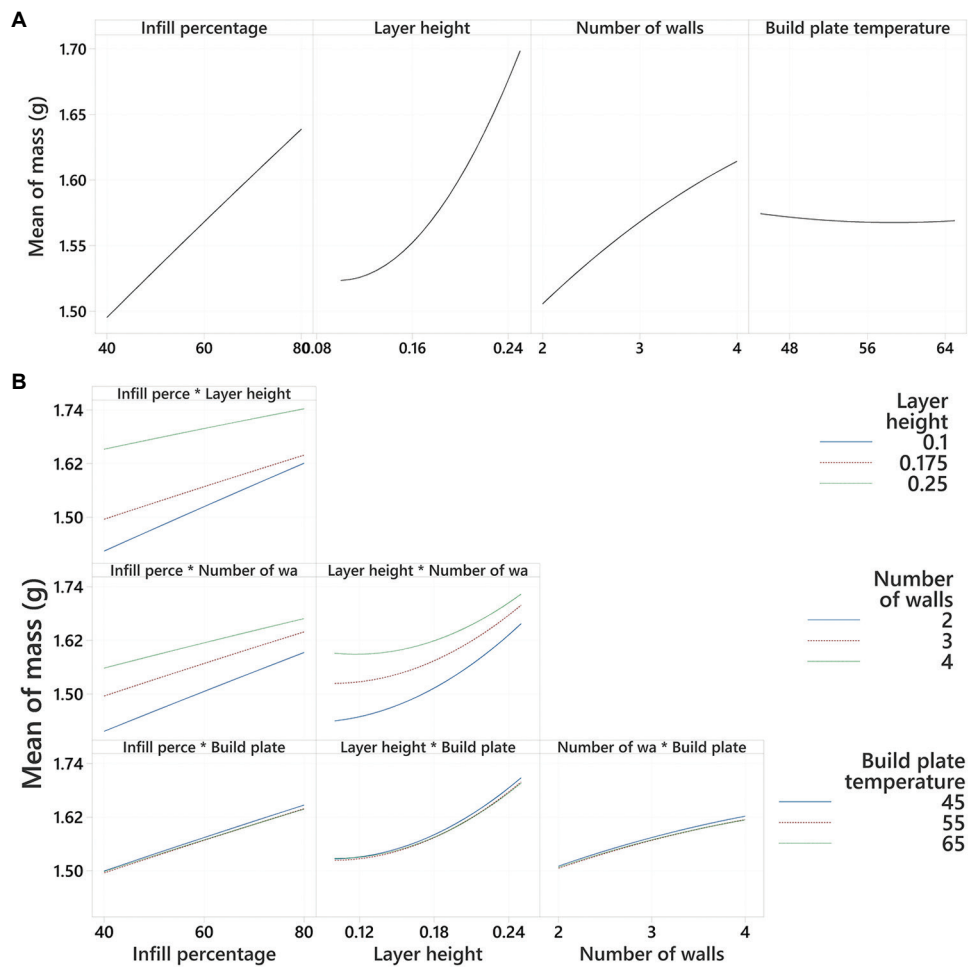 A
Infill percentage
Layer height
Number of walls
Build plate temperature
Mean of mass (g)
1.70
1.65
1.60
1.55
1.50
40 60 80 0.08 0.16 0.24 2 3 4 48 56 64
B
Infill perce * Layer height
1.74
1.62
1.50
Layer
height
0.1
0.175
0.25
Infill perce * Number of wa
Layer height * Number of wa
1.74
1.62
1.50
Number
of walls
2
3
4
Mean of mass (g)
Infill perce * Build plate
Layer height * Build plate
Number of wa * Build plate
1.74
1.62
1.50
Build plate
temperature
45
55
65
40 60 80 0.12 0.18 0.24 2 3 4
Infill percentage
Layer height
Number of walls